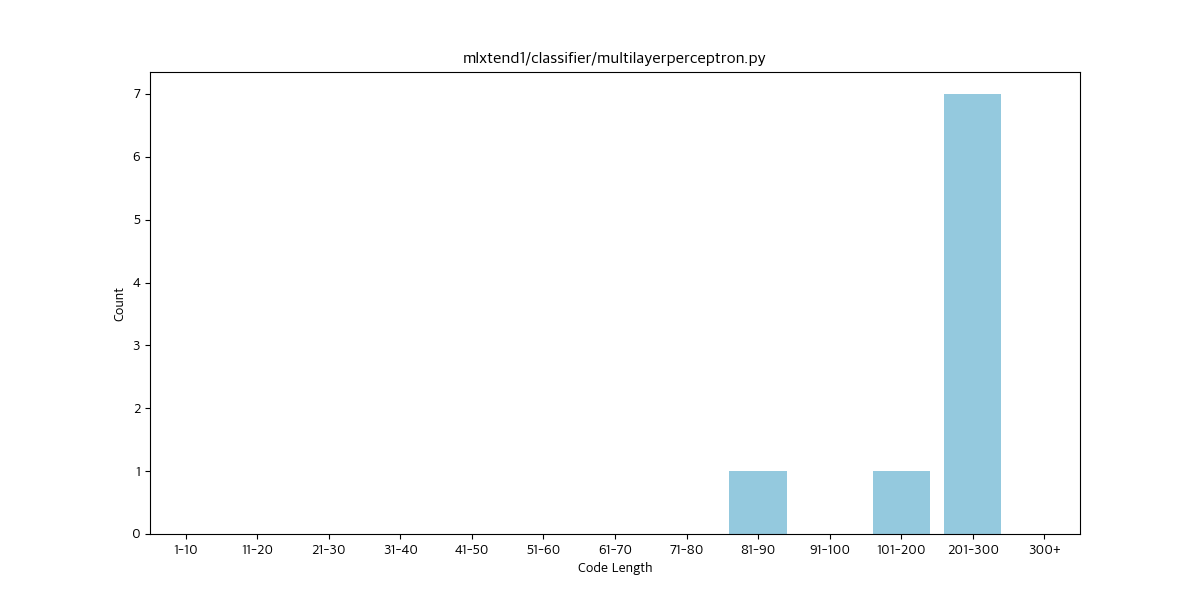 mlxtend1/classifier/multilayerperceptron.py
7
6
5
4
3
2
1
0
Count
1-10 11-20 21-30 31-40 41-50 51-60 61-70 71-80 81-90 91-100 101-200 201-300 300+
Code Length